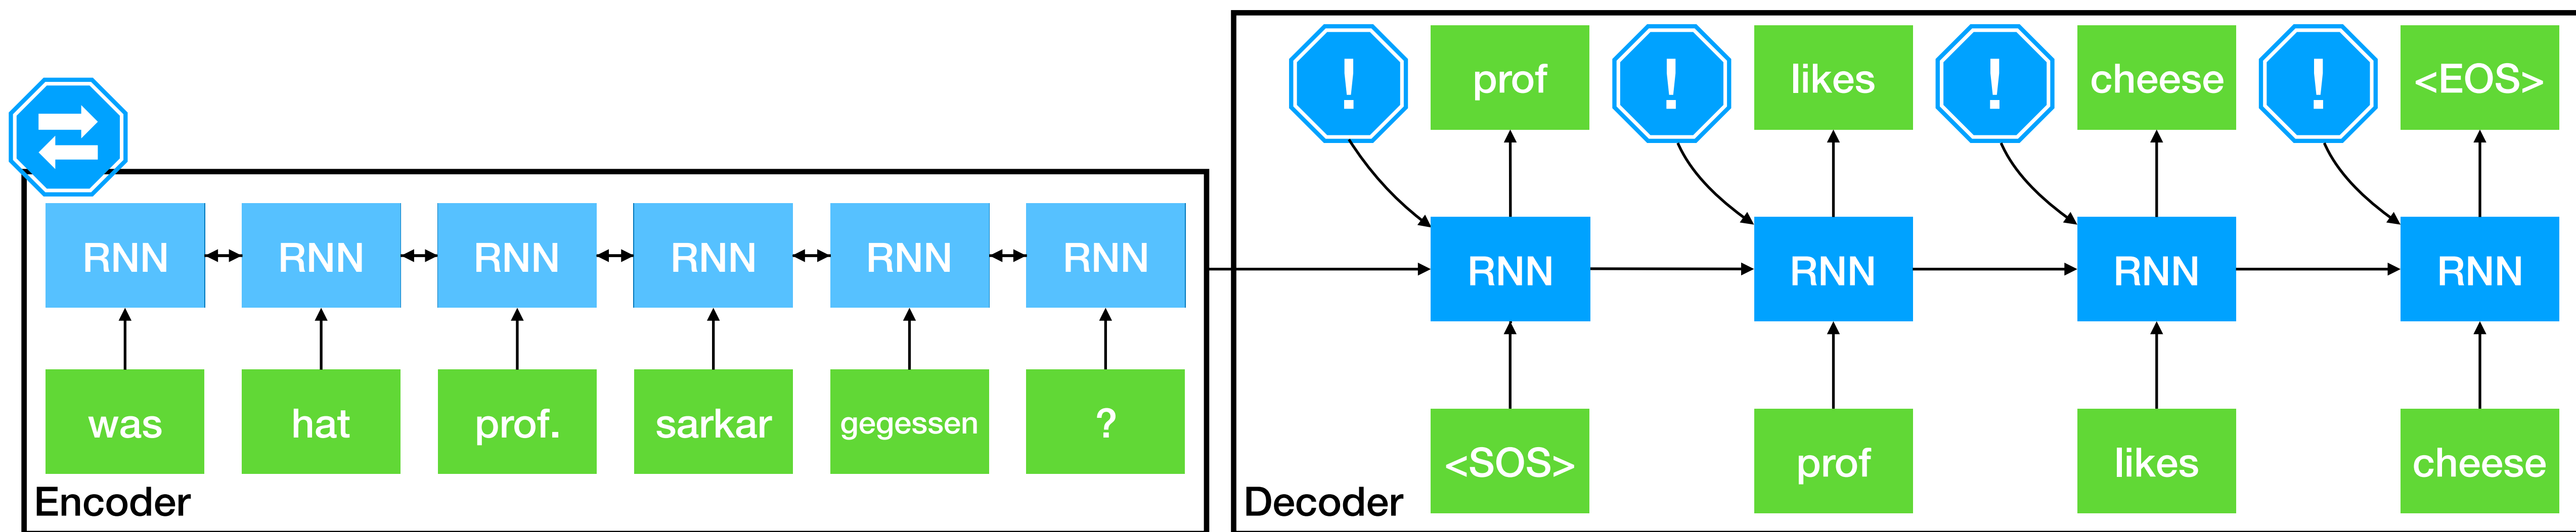 ! prof ! likes ! cheese ! <EOS>
RNN RNN RNN RNN RNN RNN RNN RNN RNN RNN
was hat prof. sarkar gegessen ?
<SOS> prof likes cheese
Encoder Decoder